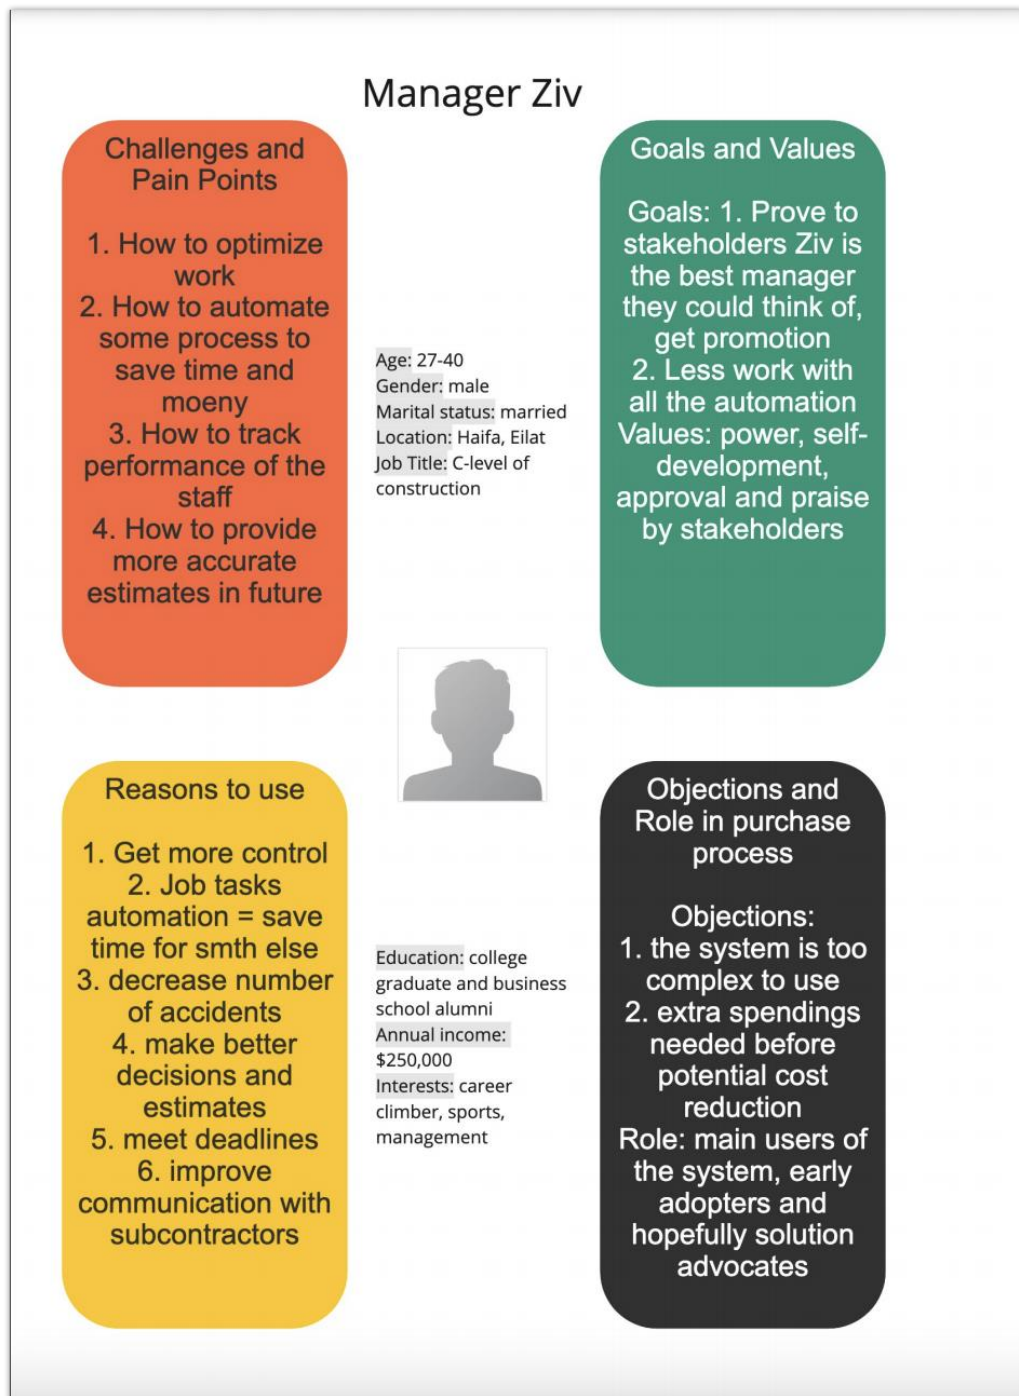 Manager Ziv
Challenges and
Pain Points
1. How to optimize
work
2. How to automate
some process to
save time and
moeny
3. How to track
performance of the
staff
4. How to provide
more accurate
estimates in future
Age: 27-40
Gender: male
Marital status: married
Location: Haifa, Eilat
Job Title: C-level of
construction
Goals and Values
Goals: 1. Prove to
stakeholders Ziv is
the best manager
they could think of,
get promotion
2. Less work with
all the automation
Values: power, self-
development,
approval and praise
by stakeholders
Reasons to use
1. Get more control
2. Job tasks
automation = save
time for smth else
3. decrease number
of accidents
4. make better
decisions and
estimates
5. meet deadlines
6. improve
communication with
subcontractors
Education: college
graduate and business
school alumni
Annual income:
$250,000
Interests: career
climber, sports,
management
Objections and
Role in purchase
process
Objections:
1. the system is too
complex to use
2. extra spendings
needed before
potential cost
reduction
Role: main users of
the system, early
adopters and
hopefully solution
advocates